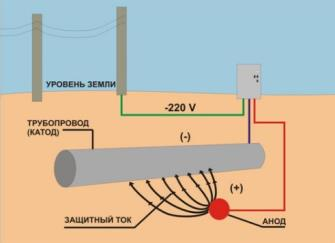 УРОВЕНЬ ЗЕМЛИ
-220 V
ТРУБОПРОВОД
(КАТОД)
(-)
(+)
ЗАЩИТНЫЙ ТОК
АНОД